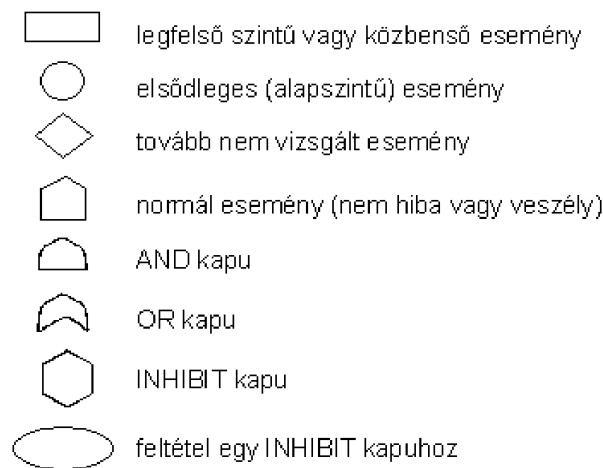 legfelső szintű vagy közbenső esemény
elsődleges (alapszintű) esemény
tovább nem vizsgált esemény
normál esemény (nem hiba vagy veszély)
AND kapu
OR kapu
INHIBIT kapu
feltétel egy INHIBIT kapuhoz